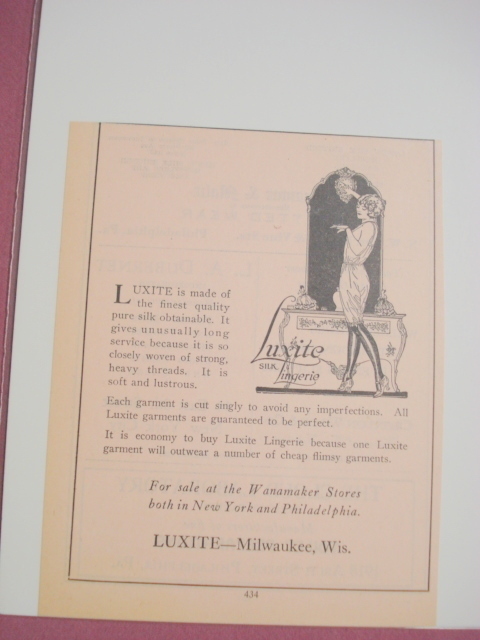 LUXITE is made of
the finest quality
pure silk obtainable. It
gives unusually long
service because it is so
closely woven of strong,
heavy threads. It is
soft and lustrous.
Luxite
SILK Lingerie
Each garment is cut singly to avoid any imperfections. All
Luxite garments are guaranteed to be perfect.
It is economy to buy Luxite Lingerie because one Luxite
garment will outwear a number of cheap flimsy garments.
For sale at the Wanamaker Stores
both in New York and Philadelphia.
LUXITE—Milwaukee, Wis.
434